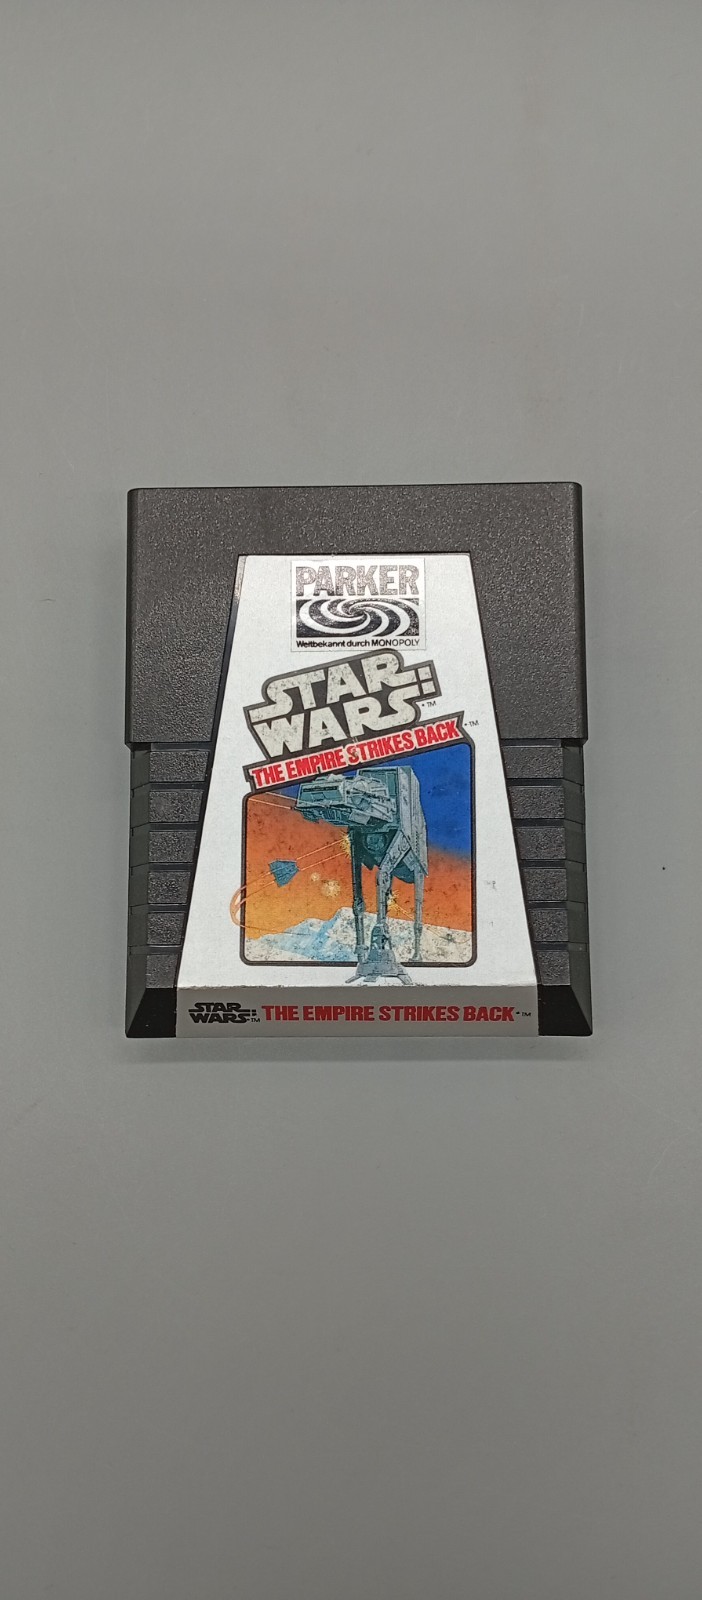 PARKER
Weltbekannt durch MONOPOLY
STAR
WARS:™
THE EMPIRE STRIKES BACK•™
STAR
WARS:™ THE EMPIRE STRIKES BACK•™